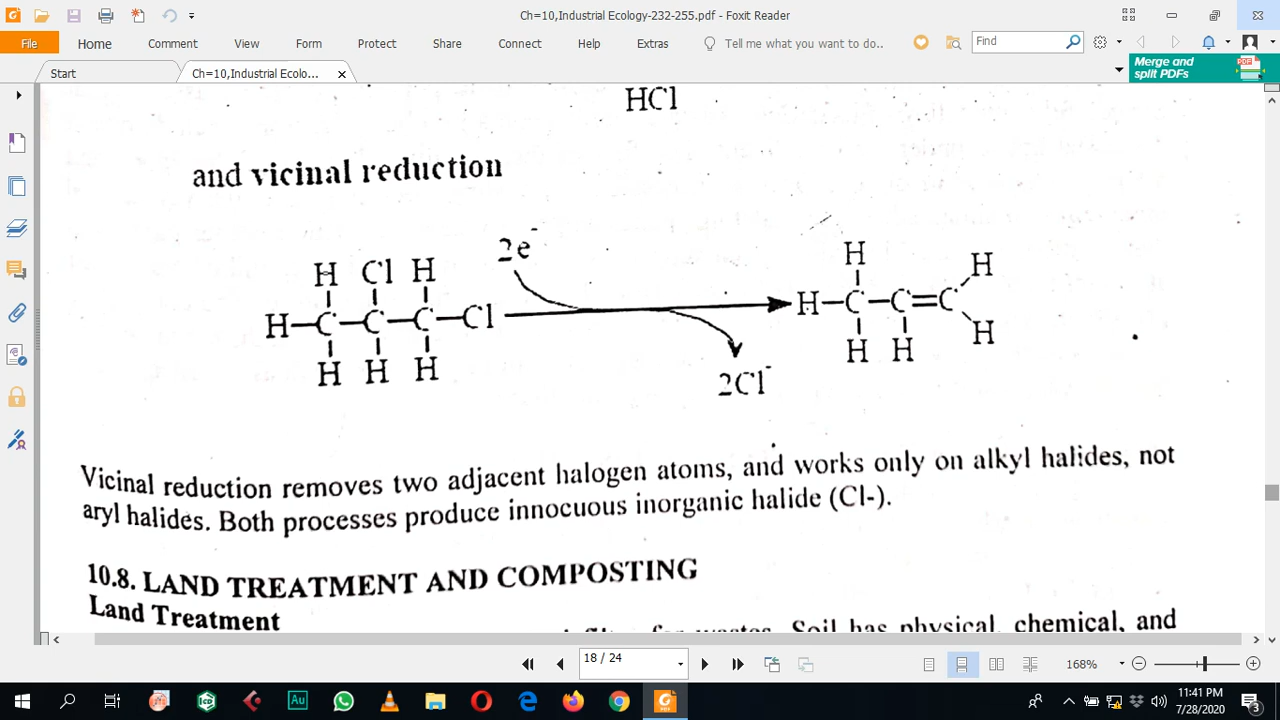 Ch=10,Industrial Ecology-232-255.pdf - Foxit Reader
File Home Comment View Form Protect Share Connect Help Extras Tell me what you want to do.. Find
Start Ch=10,Industrial Ecolo... Merge and split PDFs
HCl
and vicinal reduction
2e⁻
H Cl H
H—C—C—C—Cl
H H H
2Cl⁻
H H
H—C—C=C
H H H
Vicinal reduction removes two adjacent halogen atoms, and works only on alkyl halides, not
aryl halides. Both processes produce innocuous inorganic halide (Cl-).
10.8. LAND TREATMENT AND COMPOSTING
Land Treatment
for wastes. Soil has physical, chemical, and
18 / 24 168%
11:41 PM
7/28/2020